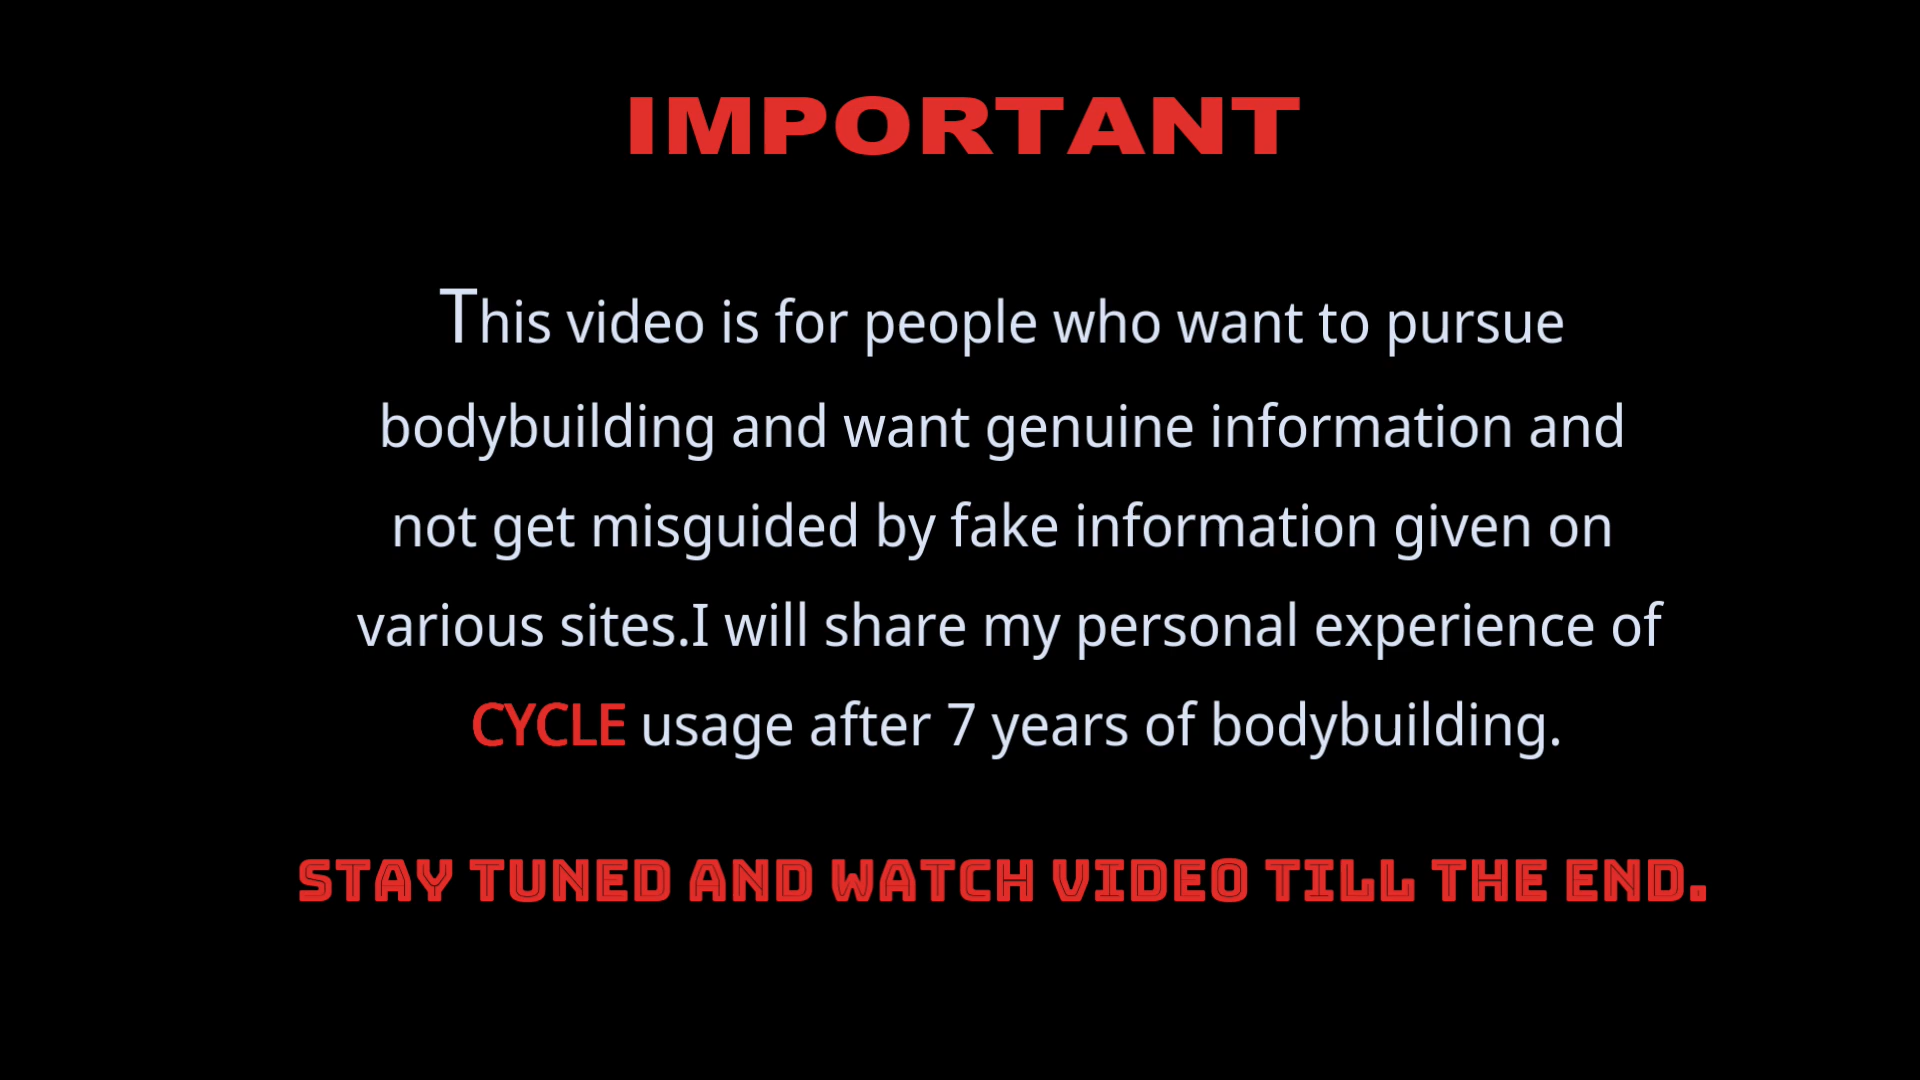 IMPORTANT
This video is for people who want to pursue
bodybuilding and want genuine information and
not get misguided by fake information given on
various sites.I will share my personal experience of
CYCLE usage after 7 years of bodybuilding.
STAY TUNED AND WATCH VIDEO TILL THE END.